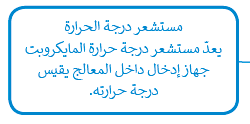 مستشعر درجة الحرارة
يعدّ مستشعر درجة حرارة المايكروبت
جهاز إدخال داخل المعالج يقيس
درجة حرارته.